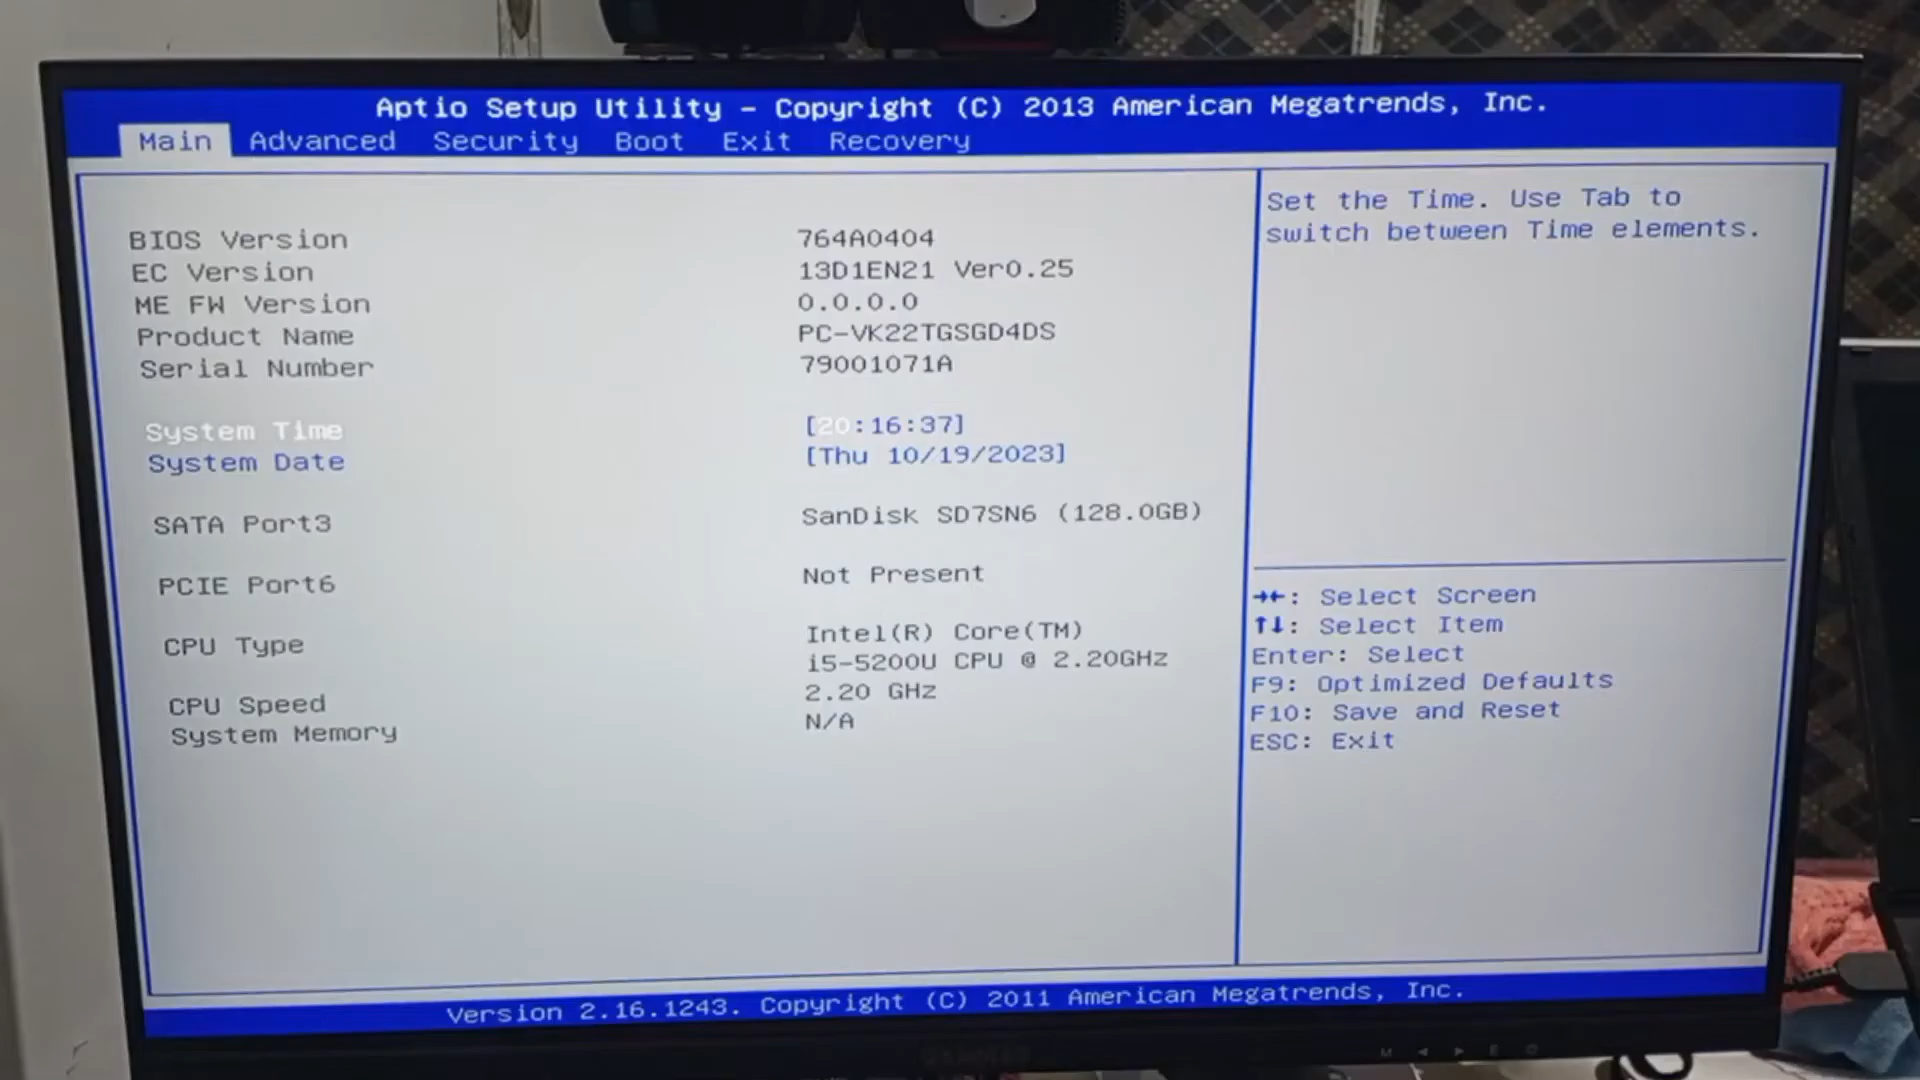 Aptio Setup Utility - Copyright (C) 2013 American Megatrends, Inc.
Main Advanced Security Boot Exit Recovery
BIOS Version 764A0404
EC Version 13D1EN21 Ver0.25
ME FW Version 0.0.0.0
Product Name PC-VK22TGSGD4DS
Serial Number 79001071A
System Time [20:16:37]
System Date [Thu 10/19/2023]
SATA Port3 SanDisk SD7SN6 (128.0GB)
PCIE Port6 Not Present
CPU Type Intel(R) Core(TM)
i5-5200U CPU @ 2.20GHz
CPU Speed 2.20 GHz
System Memory N/A
Set the Time. Use Tab to
switch between Time elements.
→←: Select Screen
↑↓: Select Item
Enter: Select
F9: Optimized Defaults
F10: Save and Reset
ESC: Exit
Version 2.16.1243. Copyright (C) 2011 American Megatrends, Inc.